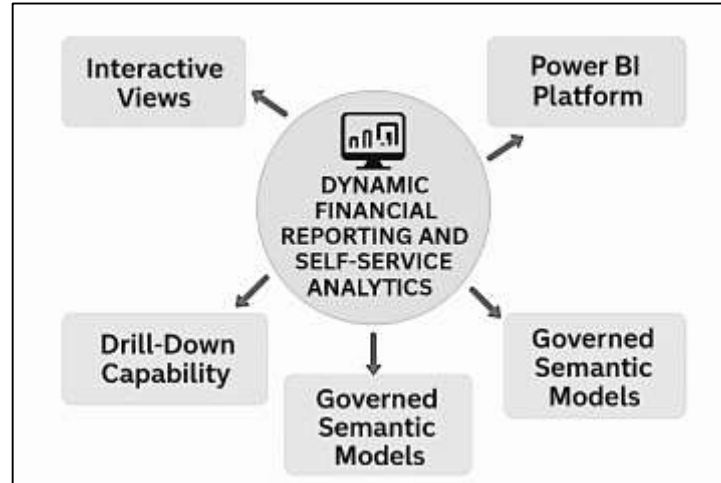 Interactive
Views
Power BI
Platform
DYNAMIC
FINANCIAL
REPORTING AND
SELF-SERVICE
ANALYTICS
Drill-Down
Capability
Governed
Semantic
Models
Governed
Semantic
Models